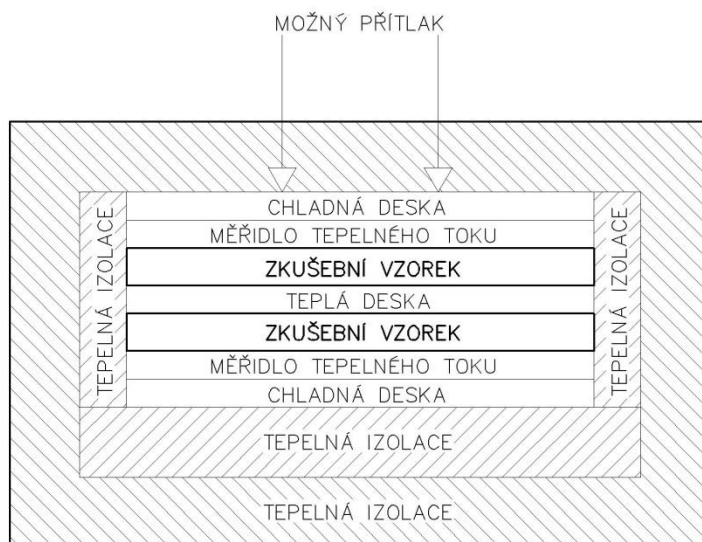 MOŽNÝ PŘÍTLAK
CHLADNÁ DESKA
MĚŘIDLO TEPELNÉHO TOKU
ZKUŠEBNÍ VZOREK
TEPLÁ DESKA
ZKUŠEBNÍ VZOREK
MĚŘIDLO TEPELNÉHO TOKU
CHLADNÁ DESKA
TEPELNÁ IZOLACE
TEPELNÁ IZOLACE
TEPELNÁ IZOLACE
TEPELNÁ IZOLACE